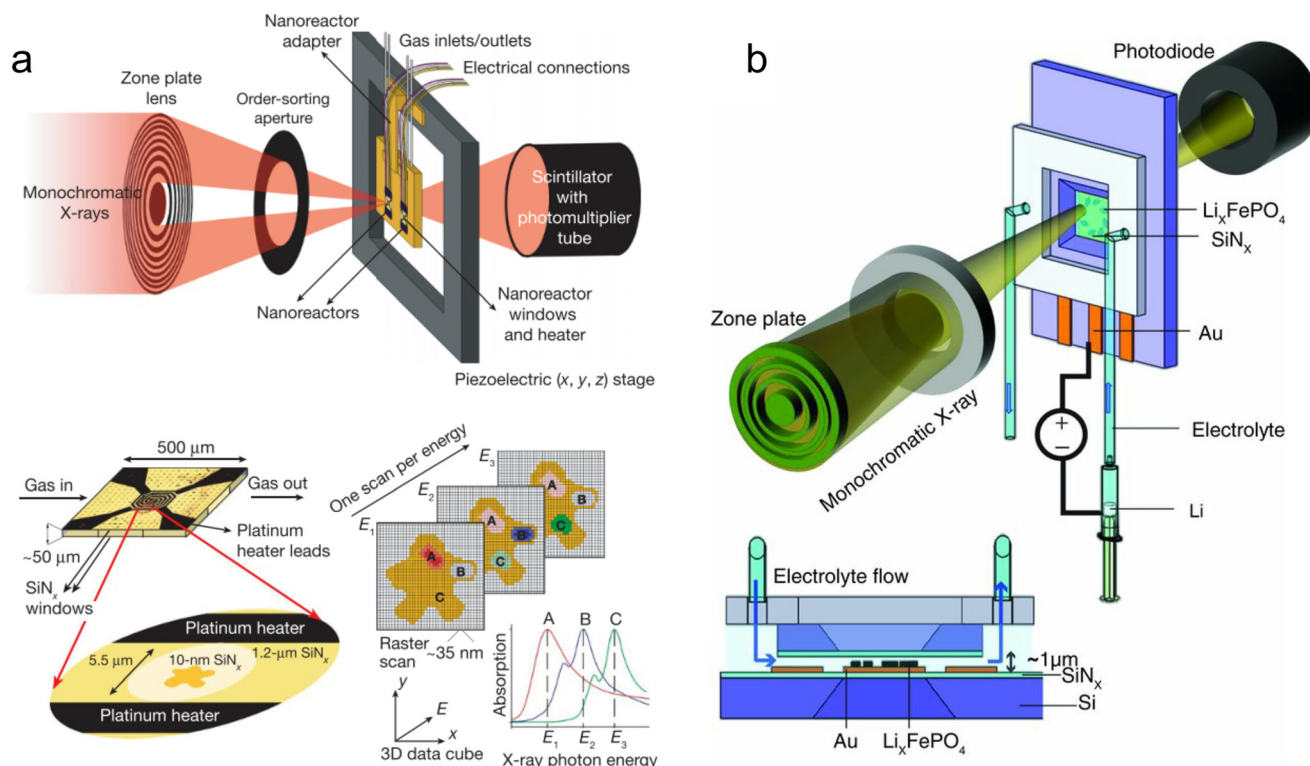 a
Nanoreactor
adapter
Gas inlets/outlets
Electrical connections
Zone plate
lens
Order-sorting
aperture
Monochromatic
X-rays
Scintillator
with
photomultiplier
tube
Nanoreactors
Nanoreactor
windows
and heater
Piezoelectric (x, y, z) stage
500 μm
Gas in
Gas out
Platinum
heater leads
~50 μm
SiNx
windows
Platinum heater
5.5 μm
10-nm SiNx
1.2-μm SiNx
Platinum heater
One scan per energy
E3
A
B
C
E2
A
B
C
E1
A
B
C
Raster
scan
~35 nm
y
E
x
3D data cube
A B C
Absorption
E1 E2 E3
X-ray photon energy
b
Photodiode
LixFePO4
SiNx
Zone plate
Au
Monochromatic X-ray
+
−
Electrolyte
Li
Electrolyte flow
~1μm
SiNx
Si
Au
LixFePO4